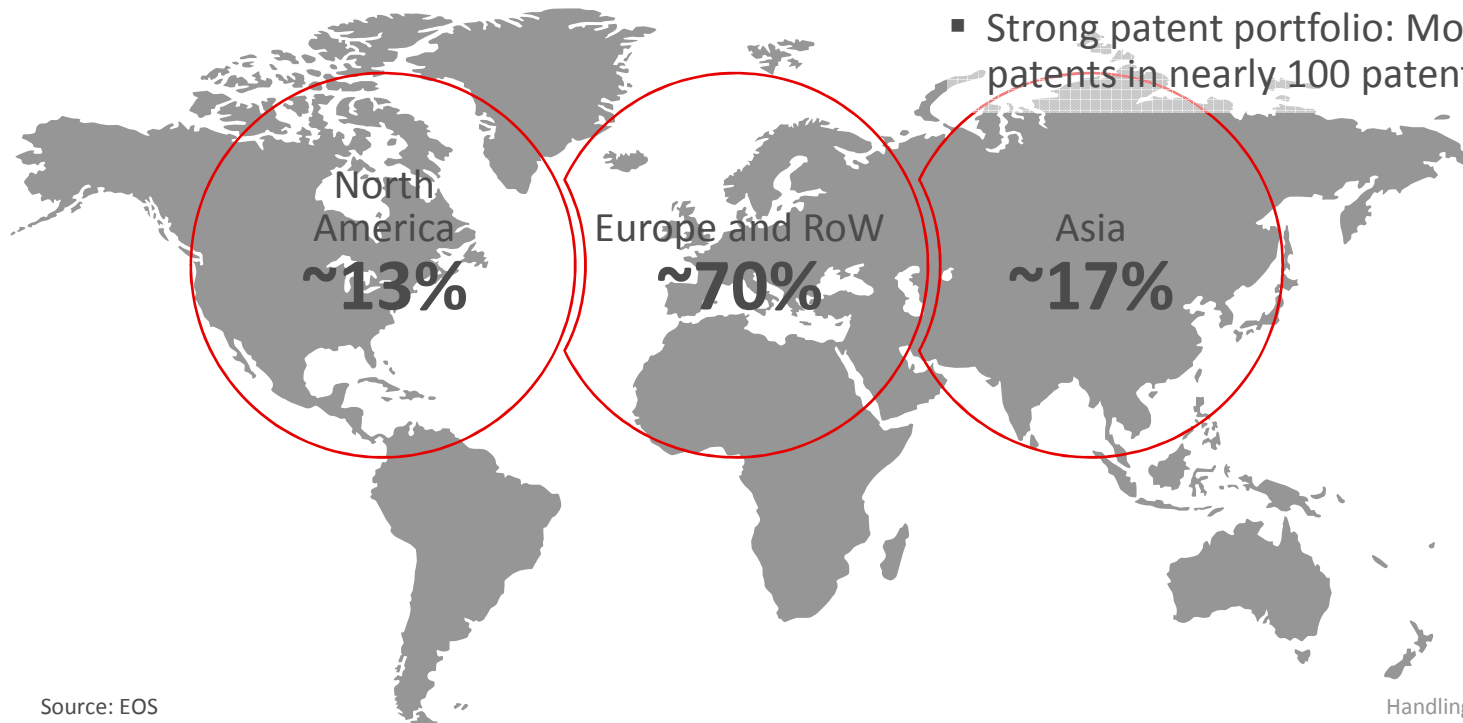 ▪ Strong patent portfolio: Mo
patents in nearly 100 patent
North
America
~13%
Europe and RoW
~70%
Asia
~17%
Source: EOS
Handling